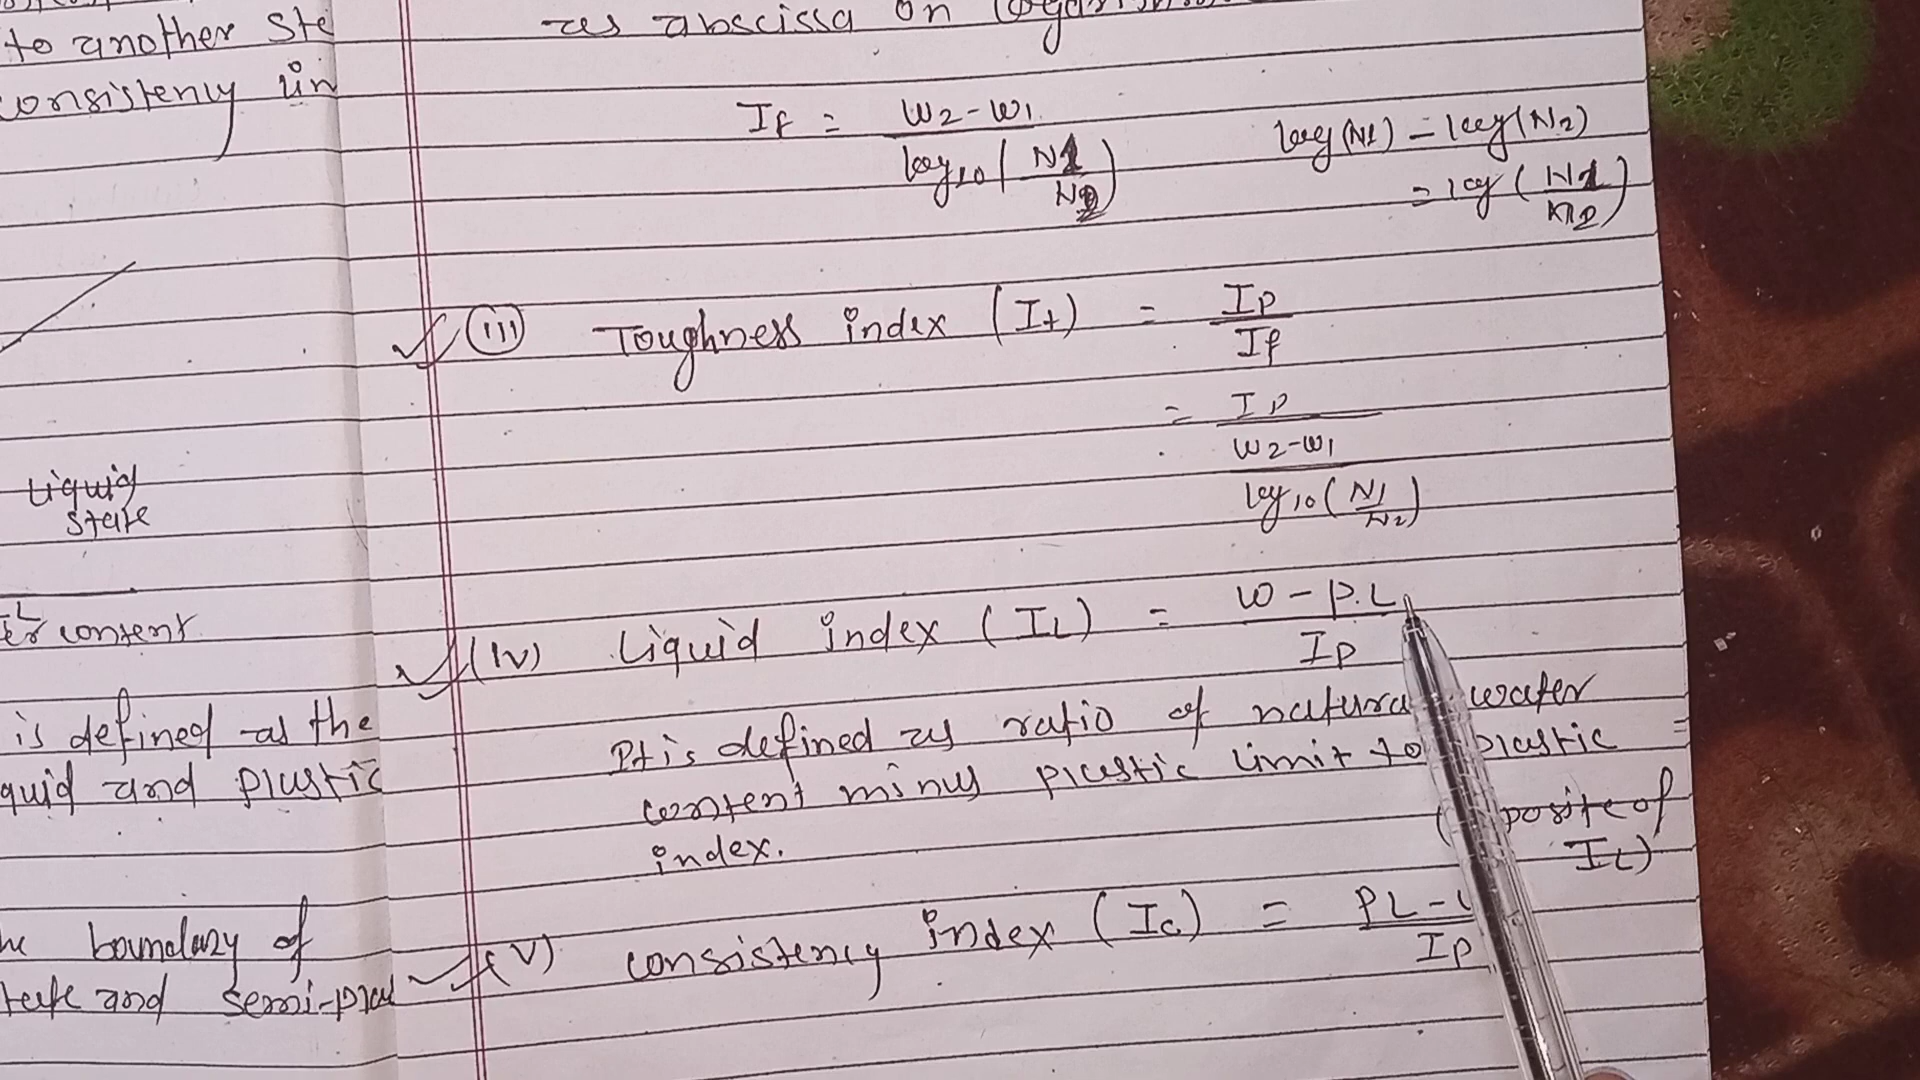 to another ste
consistency in
Liquid
state
content
is defined as the
quid and plustic
boundary of
and semi-plas
as abscissa on
If = W2-W1 / log10 (N1/N2)
log(N1) - log(N2)
= log (N1/N2)
(iii) Toughness index (It) = Ip/If
= Ip / W2-W1
log10 (N1/N2)
(iv) Liquid index (IL) = W - P.L / Ip
It is defined as ratio of natural water
content minus plastic limit to plastic
index.
posite of
IL)
(v) consistency index (Ic) = PL - / Ip